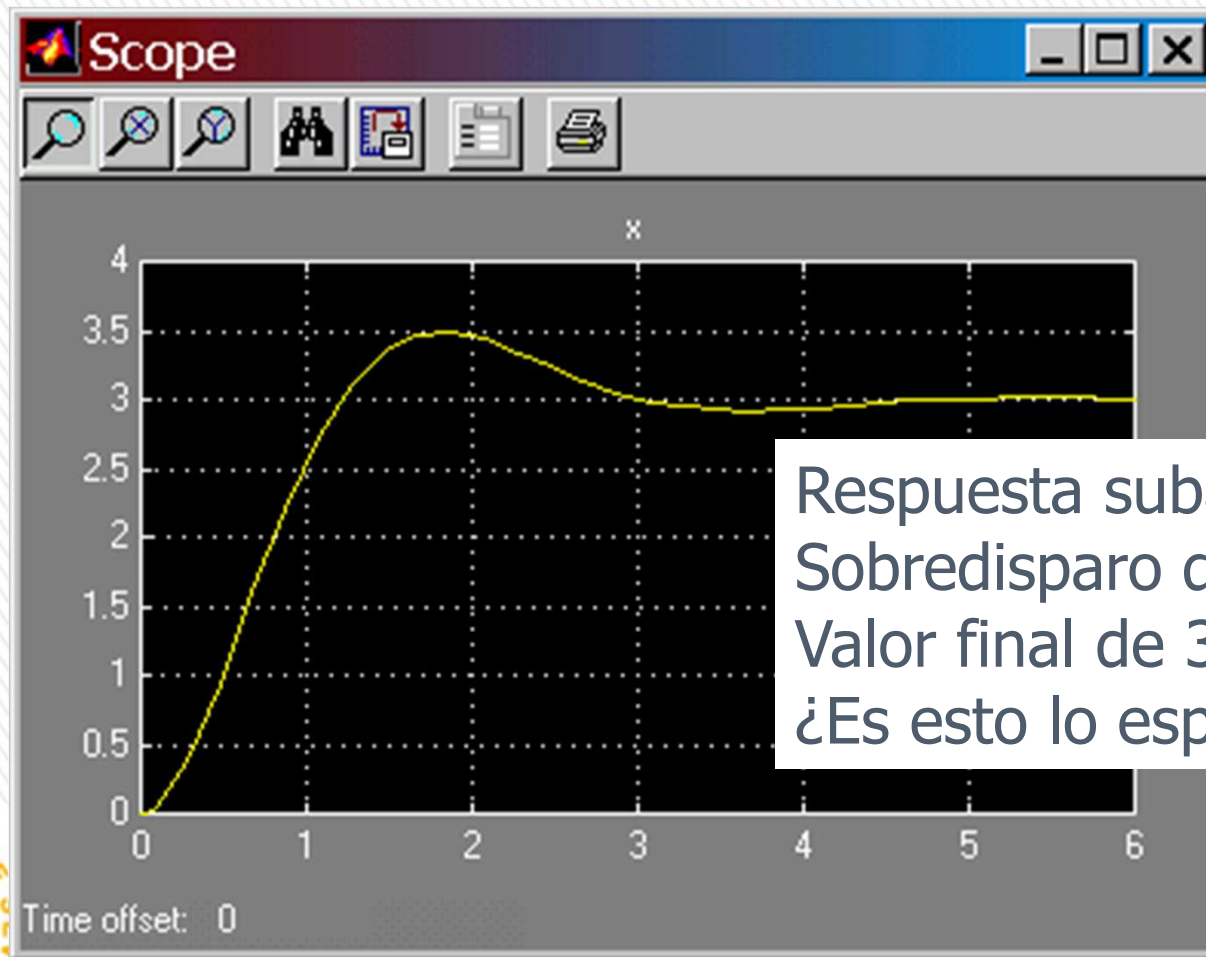 Scope
x
4
3.5
3
2.5
2
1.5
1
0.5
0
0 1 2 3 4 5 6
Time offset: 0
Respuesta sub
Sobredisparo d
Valor final de 3
¿Es esto lo esp